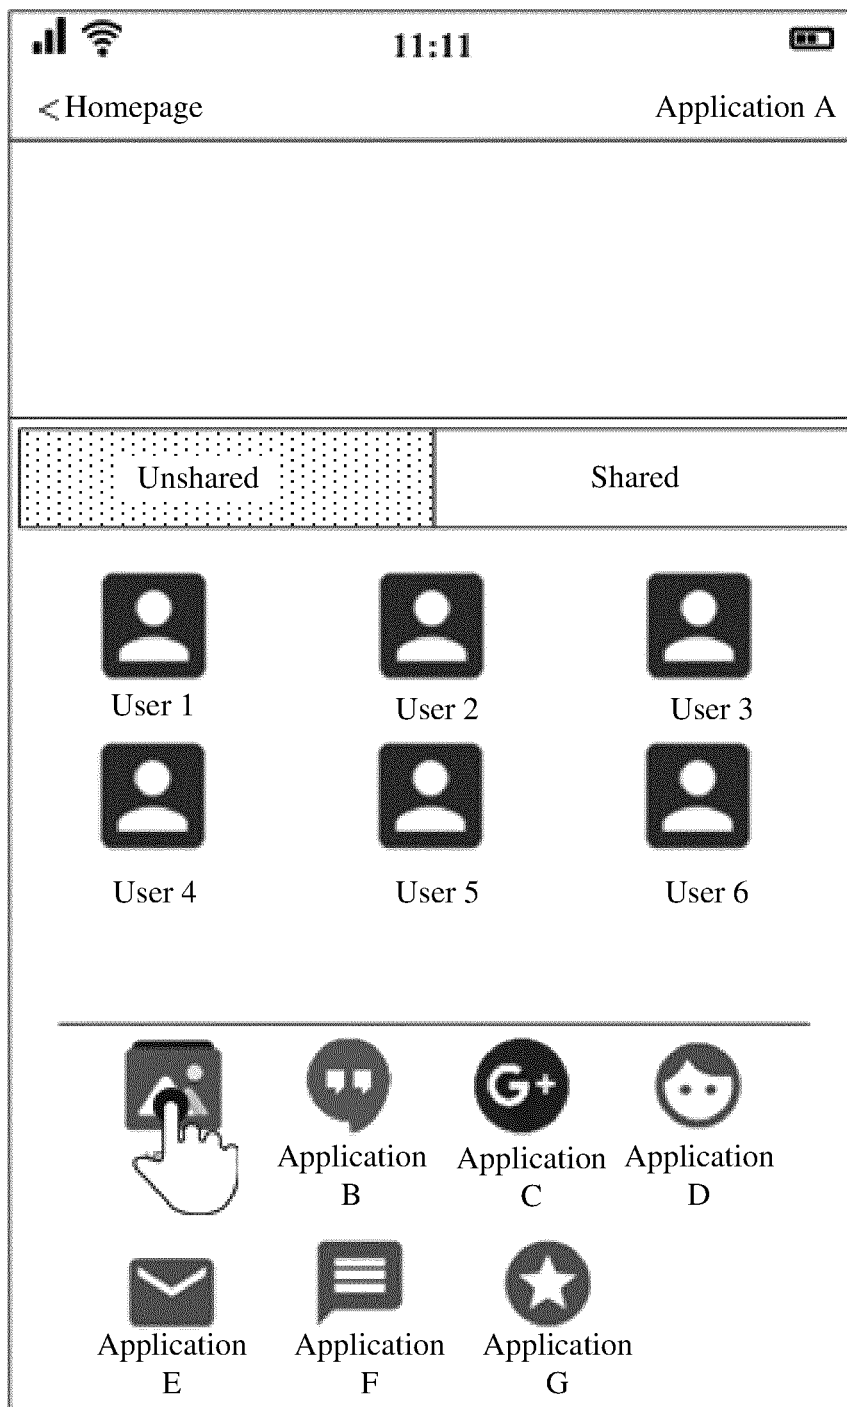 11:11
< Homepage Application A
Unshared Shared
User 1 User 2 User 3
User 4 User 5 User 6
G+
Application Application Application
B C D
Application Application Application
E F G